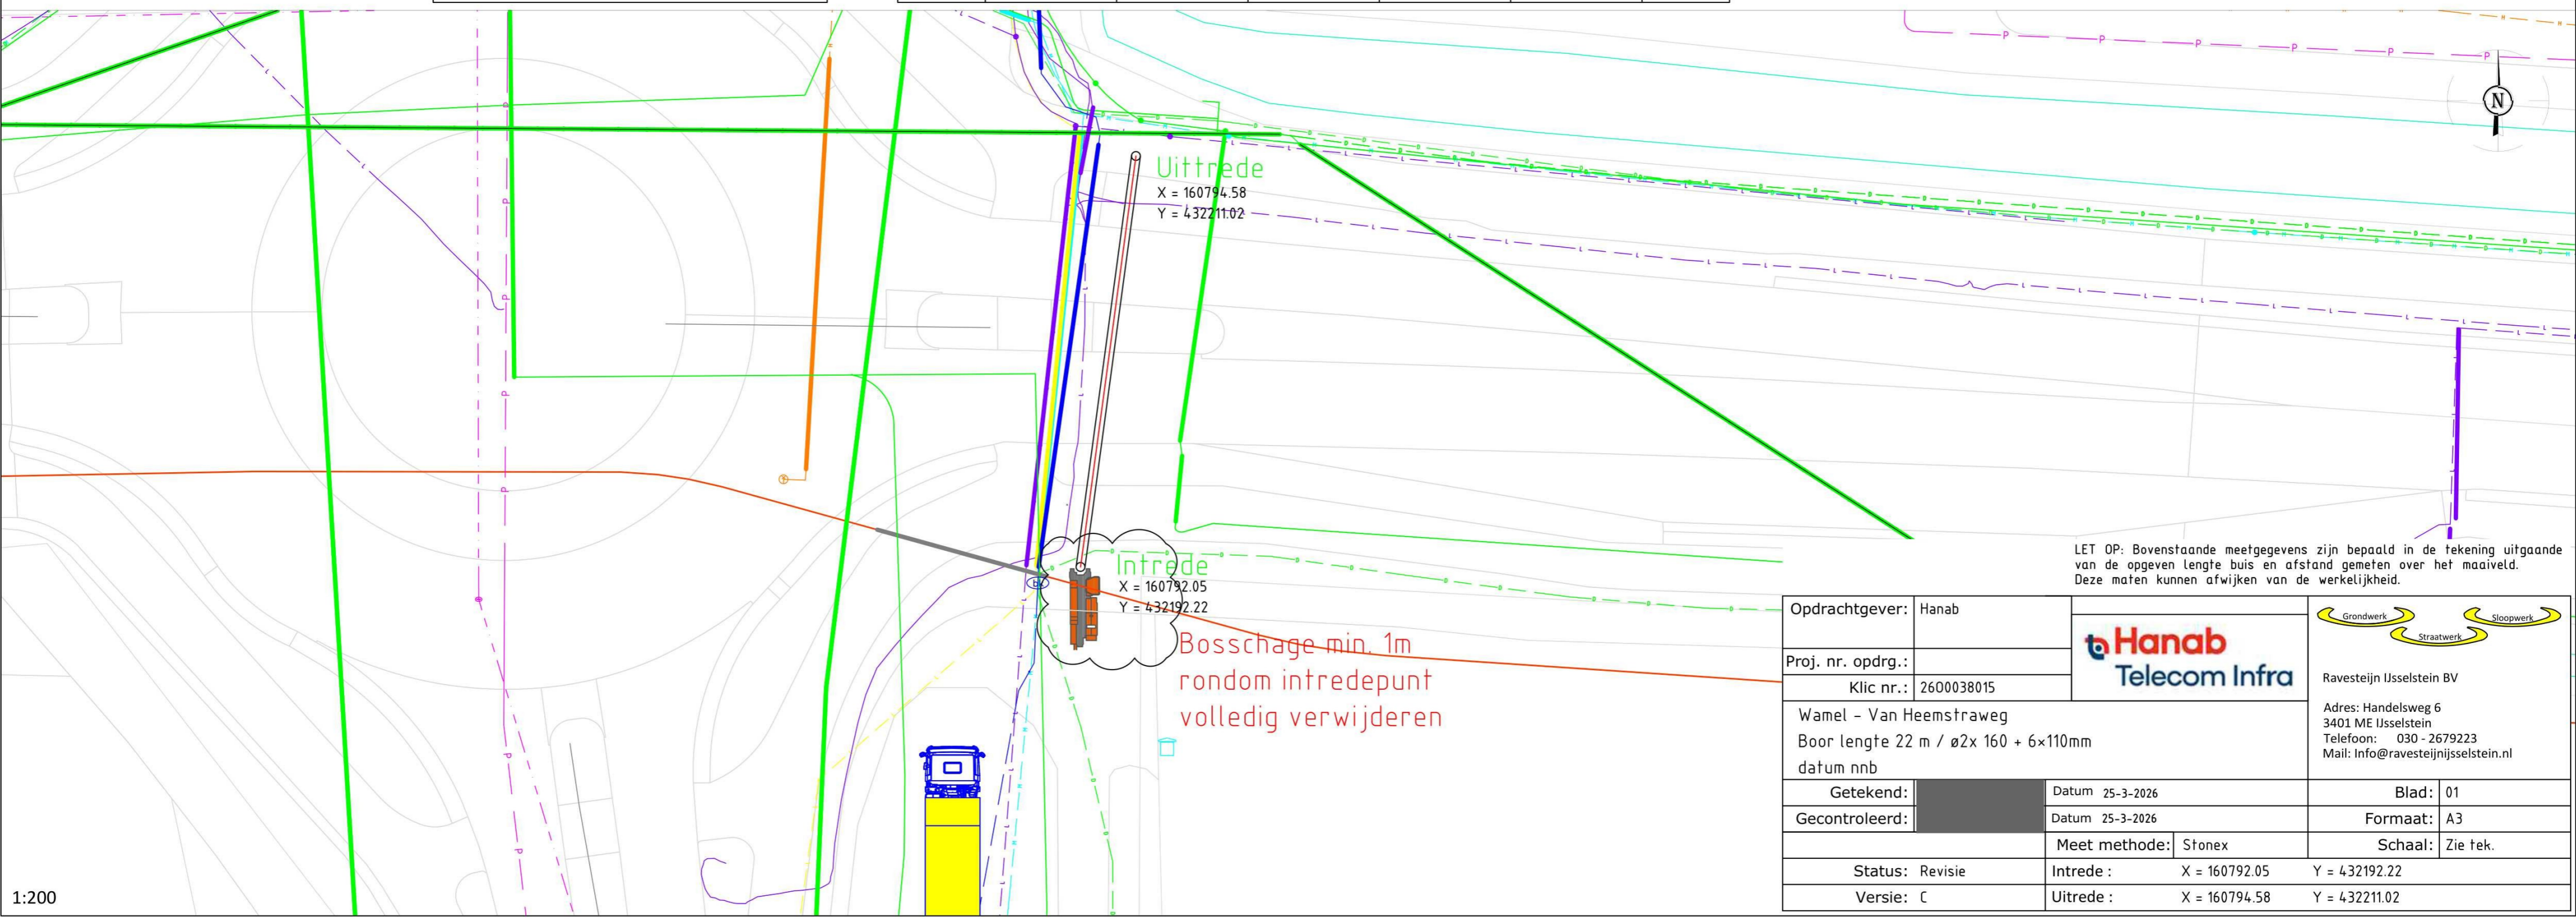 N
Uittrede
X = 160794.58
Y = 432211.02
Intrede
X = 160792.05
Y = 432192.22
Bosschage min. 1m
rondom intredepunt
volledig verwijderen
LET OP: Bovenstaande meetgegevens zijn bepaald in de tekening uitgaande
van de opgeven lengte buis en afstand gemeten over het maaiveld.
Deze maten kunnen afwijken van de werkelijkheid.
Opdrachtgever: Hanab
Proj. nr. opdrg.:
Klic nr.: 2600038015
Hanab
Telecom Infra
Grondwerk
Straatwerk
Sloopwerk
Ravesteijn IJsselstein BV
Adres: Handelsweg 6
3401 ME IJsselstein
Telefoon: 030 - 2679223
Mail: Info@ravesteijnijsselstein.nl
Wamel - Van Heemstraweg
Boor lengte 22 m / ø2x 160 + 6×110mm
datum nnb
Getekend: Datum 25-3-2026 Blad: 01
Gecontroleerd: Datum 25-3-2026 Formaat: A3
Meet methode: Stonex Schaal: Zie tek.
Status: Revisie Intrede : X = 160792.05 Y = 432192.22
Versie: C Uitrede : X = 160794.58 Y = 432211.02
1:200